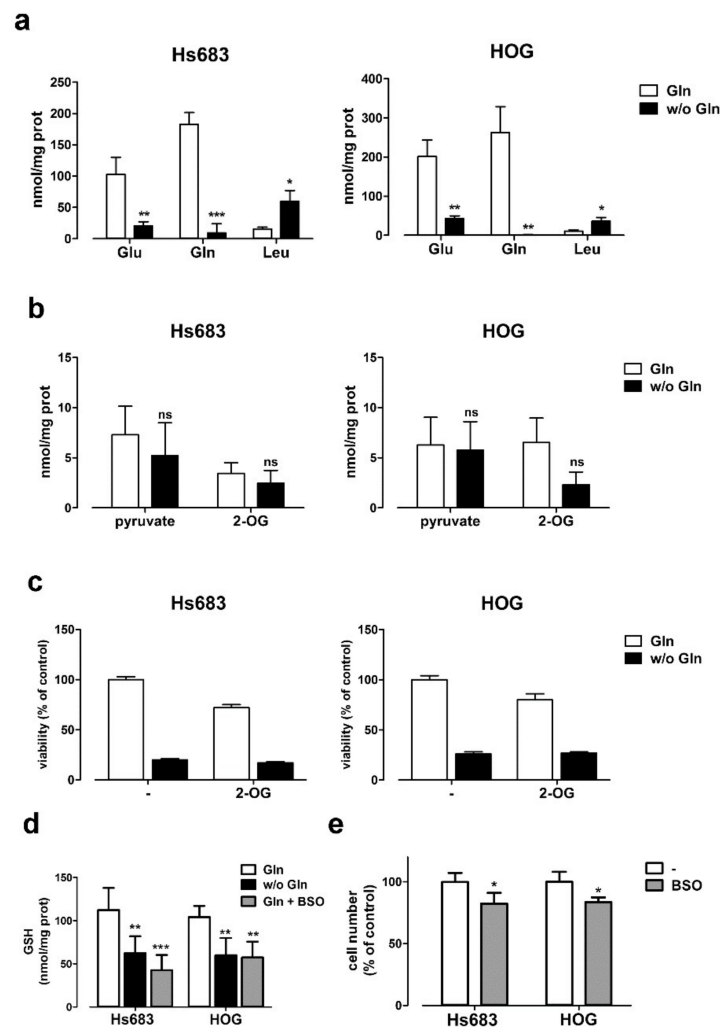 a
Hs683
HOG
nmol/mg prot
250
200
150
100
50
0
**
***
*
Glu
Gln
Leu
nmol/mg prot
400
300
200
100
0
**
**
*
Glu
Gln
Leu
Gln
w/o Gln
b
Hs683
HOG
nmol/mg prot
15
10
5
0
ns
ns
pyruvate
2-OG
nmol/mg prot
15
10
5
0
ns
ns
pyruvate
2-OG
Gln
w/o Gln
c
Hs683
HOG
viability (% of control)
150
100
50
0
-
2-OG
viability (% of control)
150
100
50
0
-
2-OG
Gln
w/o Gln
d
GSH
(nmol/mg prot)
150
100
50
0
**
***
**
**
Hs683
HOG
Gln
w/o Gln
Gln + BSO
e
cell number
(% of control)
100
50
0
*
*
Hs683
HOG
-
BSO